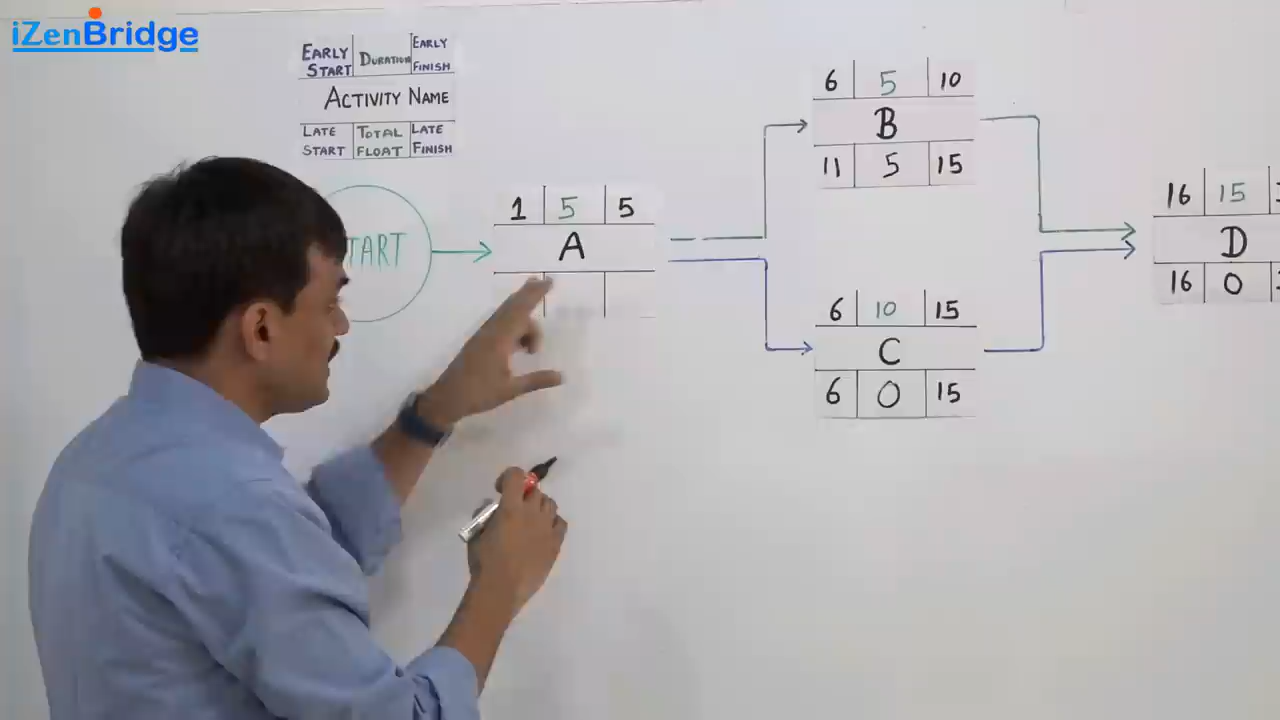 iZenBridge
EARLY START DURATION EARLY FINISH
ACTIVITY NAME
LATE START TOTAL FLOAT LATE FINISH
1 5 5
A
6 5 10
B
11 5 15
6 10 15
C
6 0 15
16 15
D
16 0